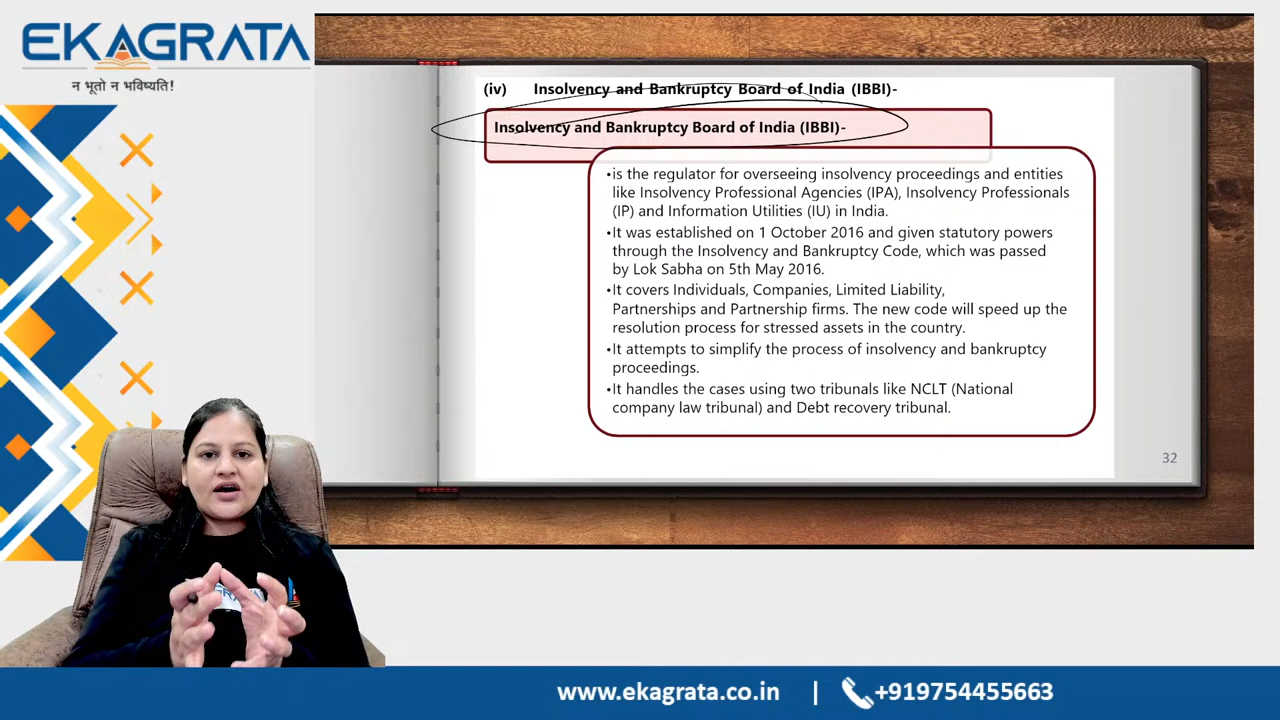 EKAGRATA
न भूतो न भविष्यति!
(iv) Insolvency and Bankruptcy Board of India (IBBI)-
Insolvency and Bankruptcy Board of India (IBBI)-
•is the regulator for overseeing insolvency proceedings and entities
like Insolvency Professional Agencies (IPA), Insolvency Professionals
(IP) and Information Utilities (IU) in India.
•It was established on 1 October 2016 and given statutory powers
through the Insolvency and Bankruptcy Code, which was passed
by Lok Sabha on 5th May 2016.
•It covers Individuals, Companies, Limited Liability,
Partnerships and Partnership firms. The new code will speed up the
resolution process for stressed assets in the country.
•It attempts to simplify the process of insolvency and bankruptcy
proceedings.
•It handles the cases using two tribunals like NCLT (National
company law tribunal) and Debt recovery tribunal.
32
www.ekagrata.co.in | +919754455663